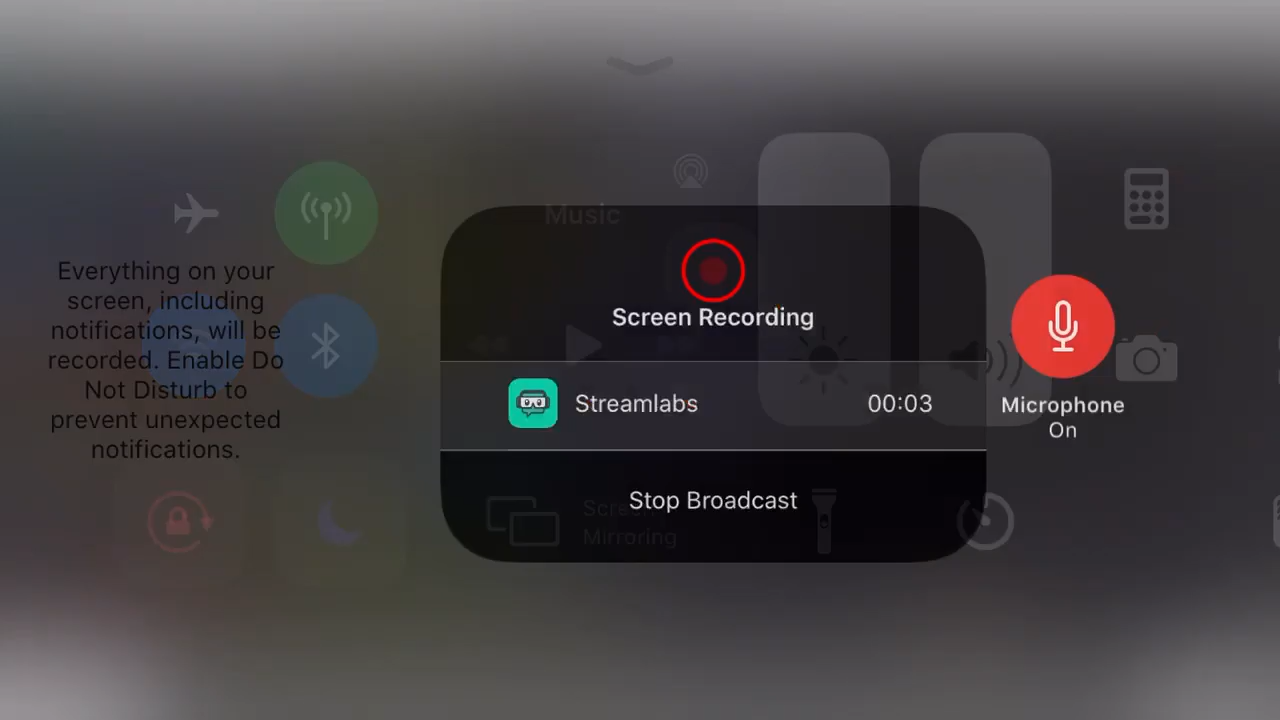 Music
Everything on your
screen, including
notifications, will be
recorded. Enable Do
Not Disturb to
prevent unexpected
notifications.
Screen Recording
Streamlabs 00:03
Stop Broadcast
Microphone
On
Screen
Mirroring